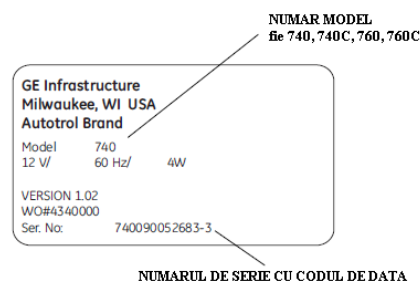 NUMAR MODEL
fie 740, 740C, 760, 760C
GE Infrastructure
Milwaukee, WI USA
Autotrol Brand
Model 740
12 V/ 60 Hz/ 4W
VERSION 1.02
WO#4340000
Ser. No: 740090052683-3
NUMARUL DE SERIE CU CODUL DE DATA